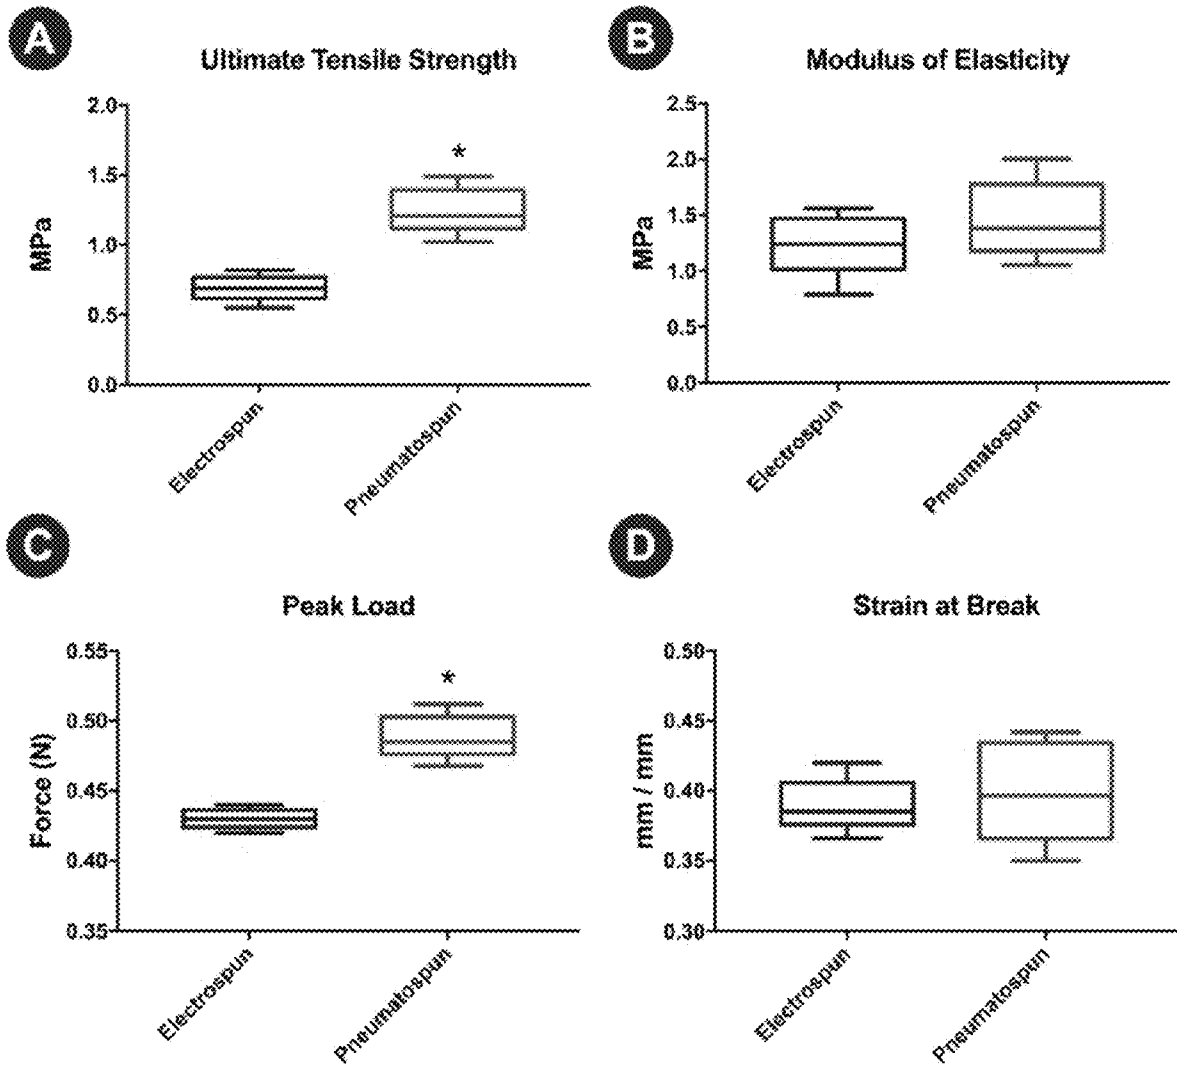 A
Ultimate Tensile Strength
MPa
2.0
1.5
1.0
0.5
0.0
*
Electrospun
Pneumatospun
B
Modulus of Elasticity
MPa
2.5
2.0
1.5
1.0
0.5
0.0
Electrospun
Pneumatospun
C
Peak Load
Force (N)
0.55
0.50
0.45
0.40
0.35
*
Electrospun
Pneumatospun
D
Strain at Break
mm / mm
0.50
0.45
0.40
0.35
0.30
Electrospun
Pneumatospun